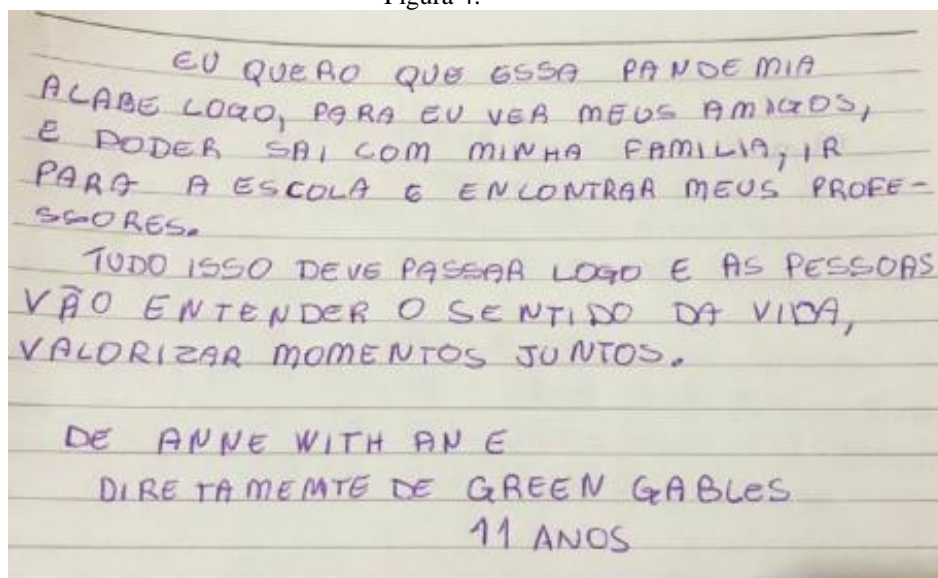 Figura 4.
EU QUERO QUE ESSA PANDEMIA
ACABE LOGO, PARA EU VER MEUS AMIGOS,
E PODER SAI COM MINHA FAMILIA, IR
PARA A ESCOLA E ENCONTRAR MEUS PROFE-
SSORES.
TUDO ISSO DEVE PASSAR LOGO E AS PESSOAS
VÃO ENTENDER O SENTIDO DA VIDA,
VALORIZAR MOMENTOS JUNTOS.
DE ANNE WITH AN E
DIRETAMEMTE DE GREEN GABLES
11 ANOS